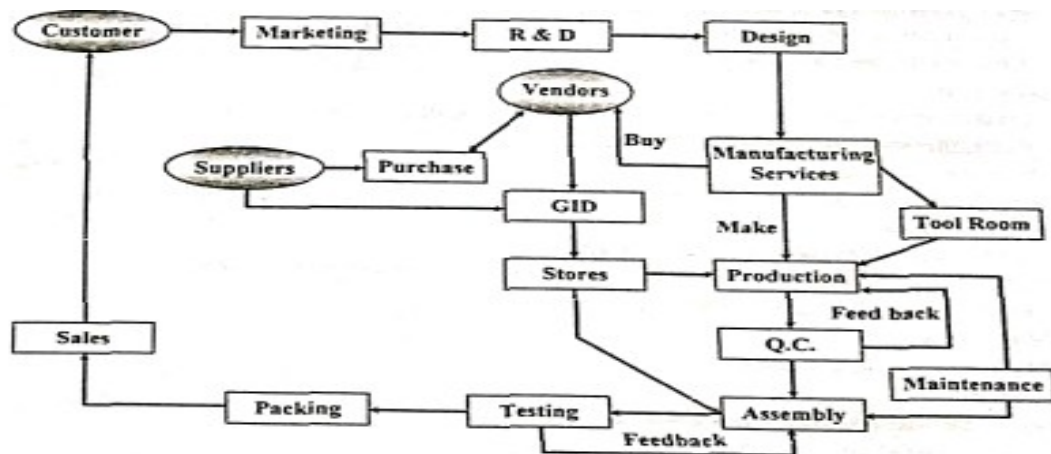 Customer
Marketing
R & D
Design
Vendors
Buy
Suppliers
Purchase
Manufacturing
Services
GID
Make
Tool Room
Stores
Production
Feed back
Sales
Q.C.
Maintenance
Packing
Testing
Assembly
Feedback